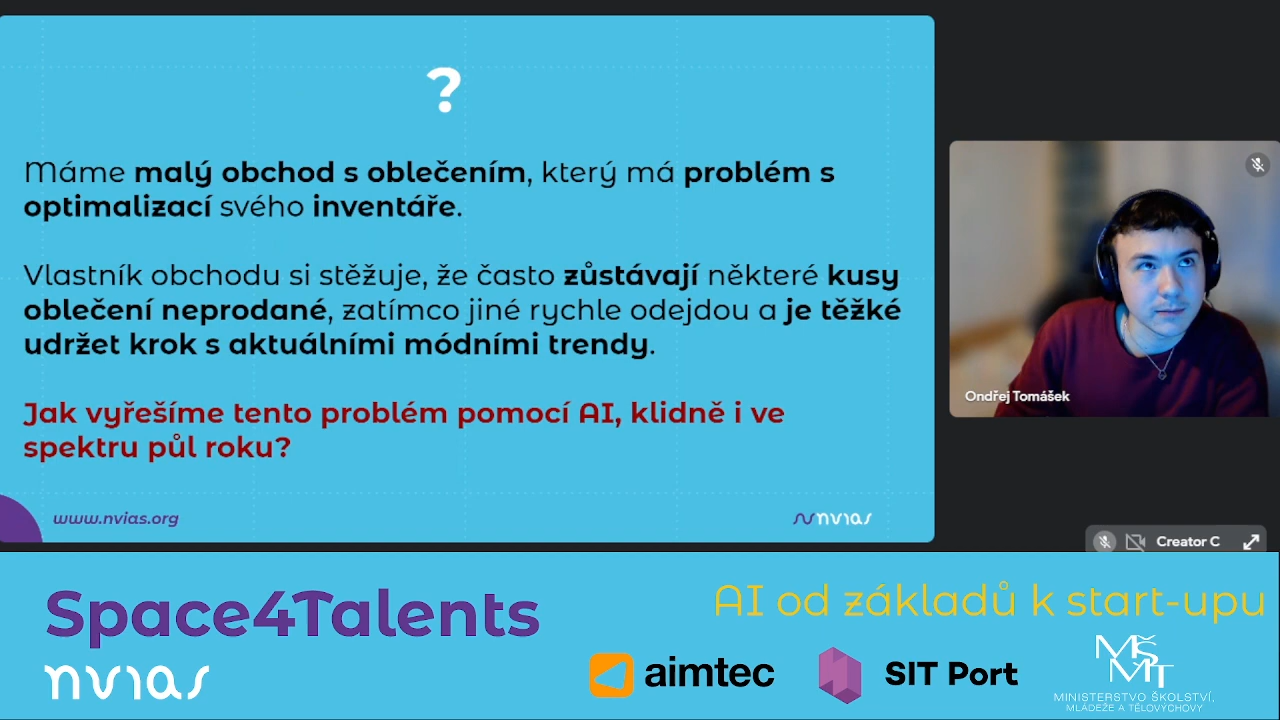 ?
Máme malý obchod s oblečením, který má problém s
optimalizací svého inventáře.
Vlastník obchodu si stěžuje, že často zůstávají některé kusy
oblečení neprodané, zatímco jiné rychle odejdou a je těžké
udržet krok s aktuálními módními trendy.
Jak vyřešíme tento problém pomocí AI, klidně i ve
spektru půl roku?
www.nvias.org
nvias
Ondřej Tomášek
Creator C
Space4Talents
AI od základů k start-upu
nvias
aimtec
SIT Port
MŠMT
MINISTERSTVO ŠKOLSTVÍ,
MLÁDEŽE A TĚLOVÝCHOVY